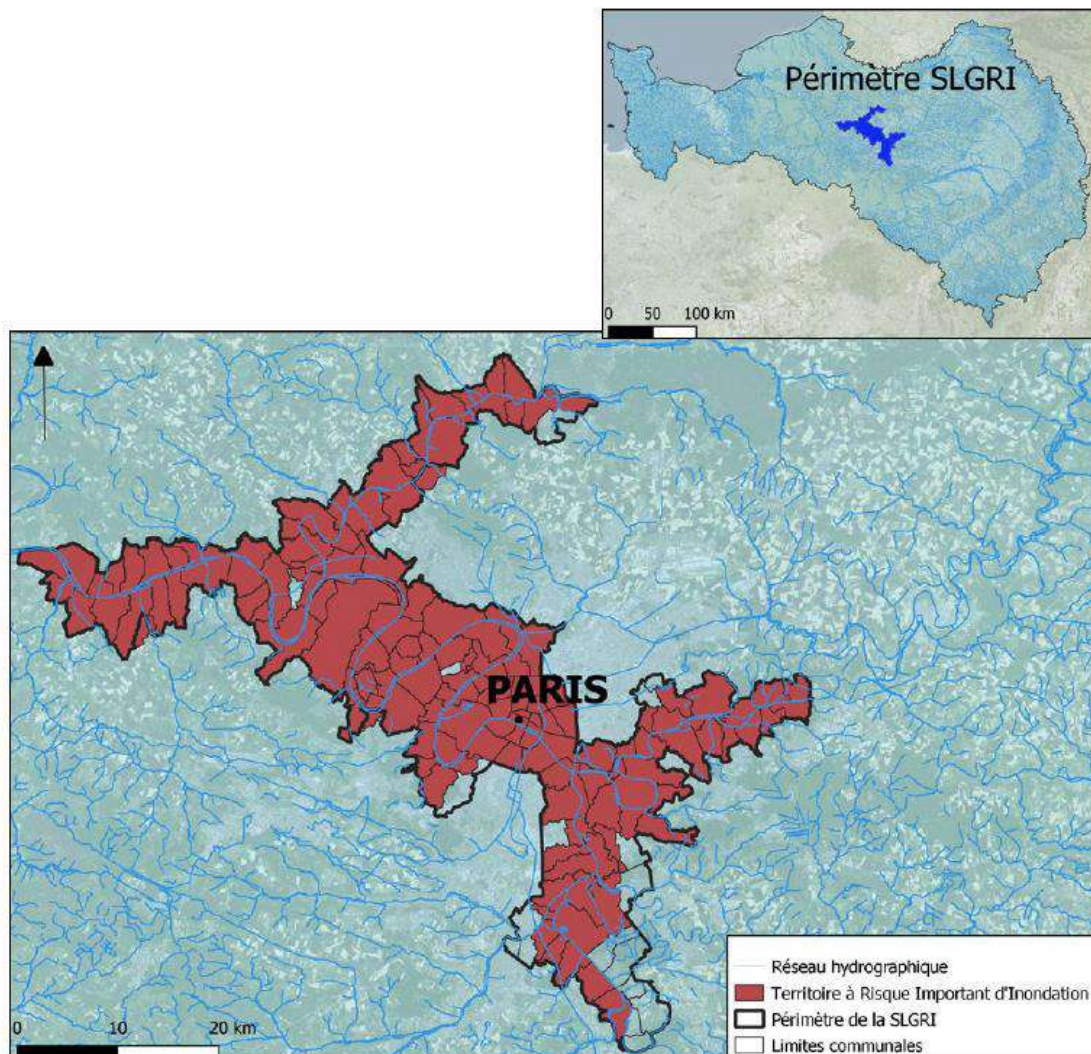 Périmètre SLGRI
0 50 100 km
PARIS
Réseau hydrographique
Territoire à Risque Important d'Inondation
Périmètre de la SLGRI
Limites communales
0 10 20 km